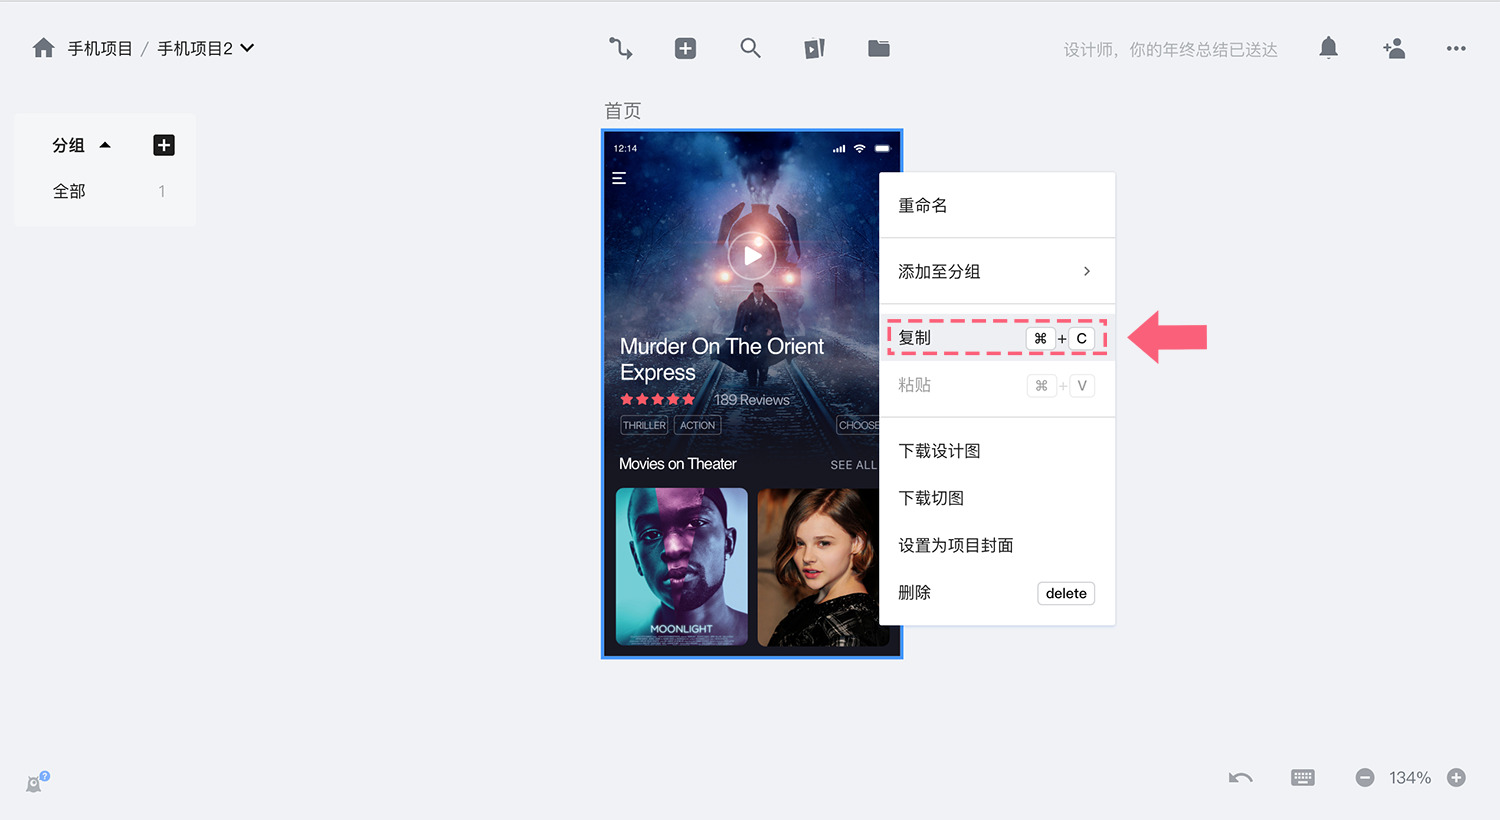 手机项目 / 手机项目2
设计师，你的年终总结已送达
分组
全部 1
首页
12:14
Murder On The Orient
Express
189 Reviews
THRILLER ACTION CHOOSE
Movies on Theater SEE ALL
MOONLIGHT
重命名
添加至分组
复制 ⌘ + C
粘贴 ⌘ + V
下载设计图
下载切图
设置为项目封面
删除 delete
?
134%